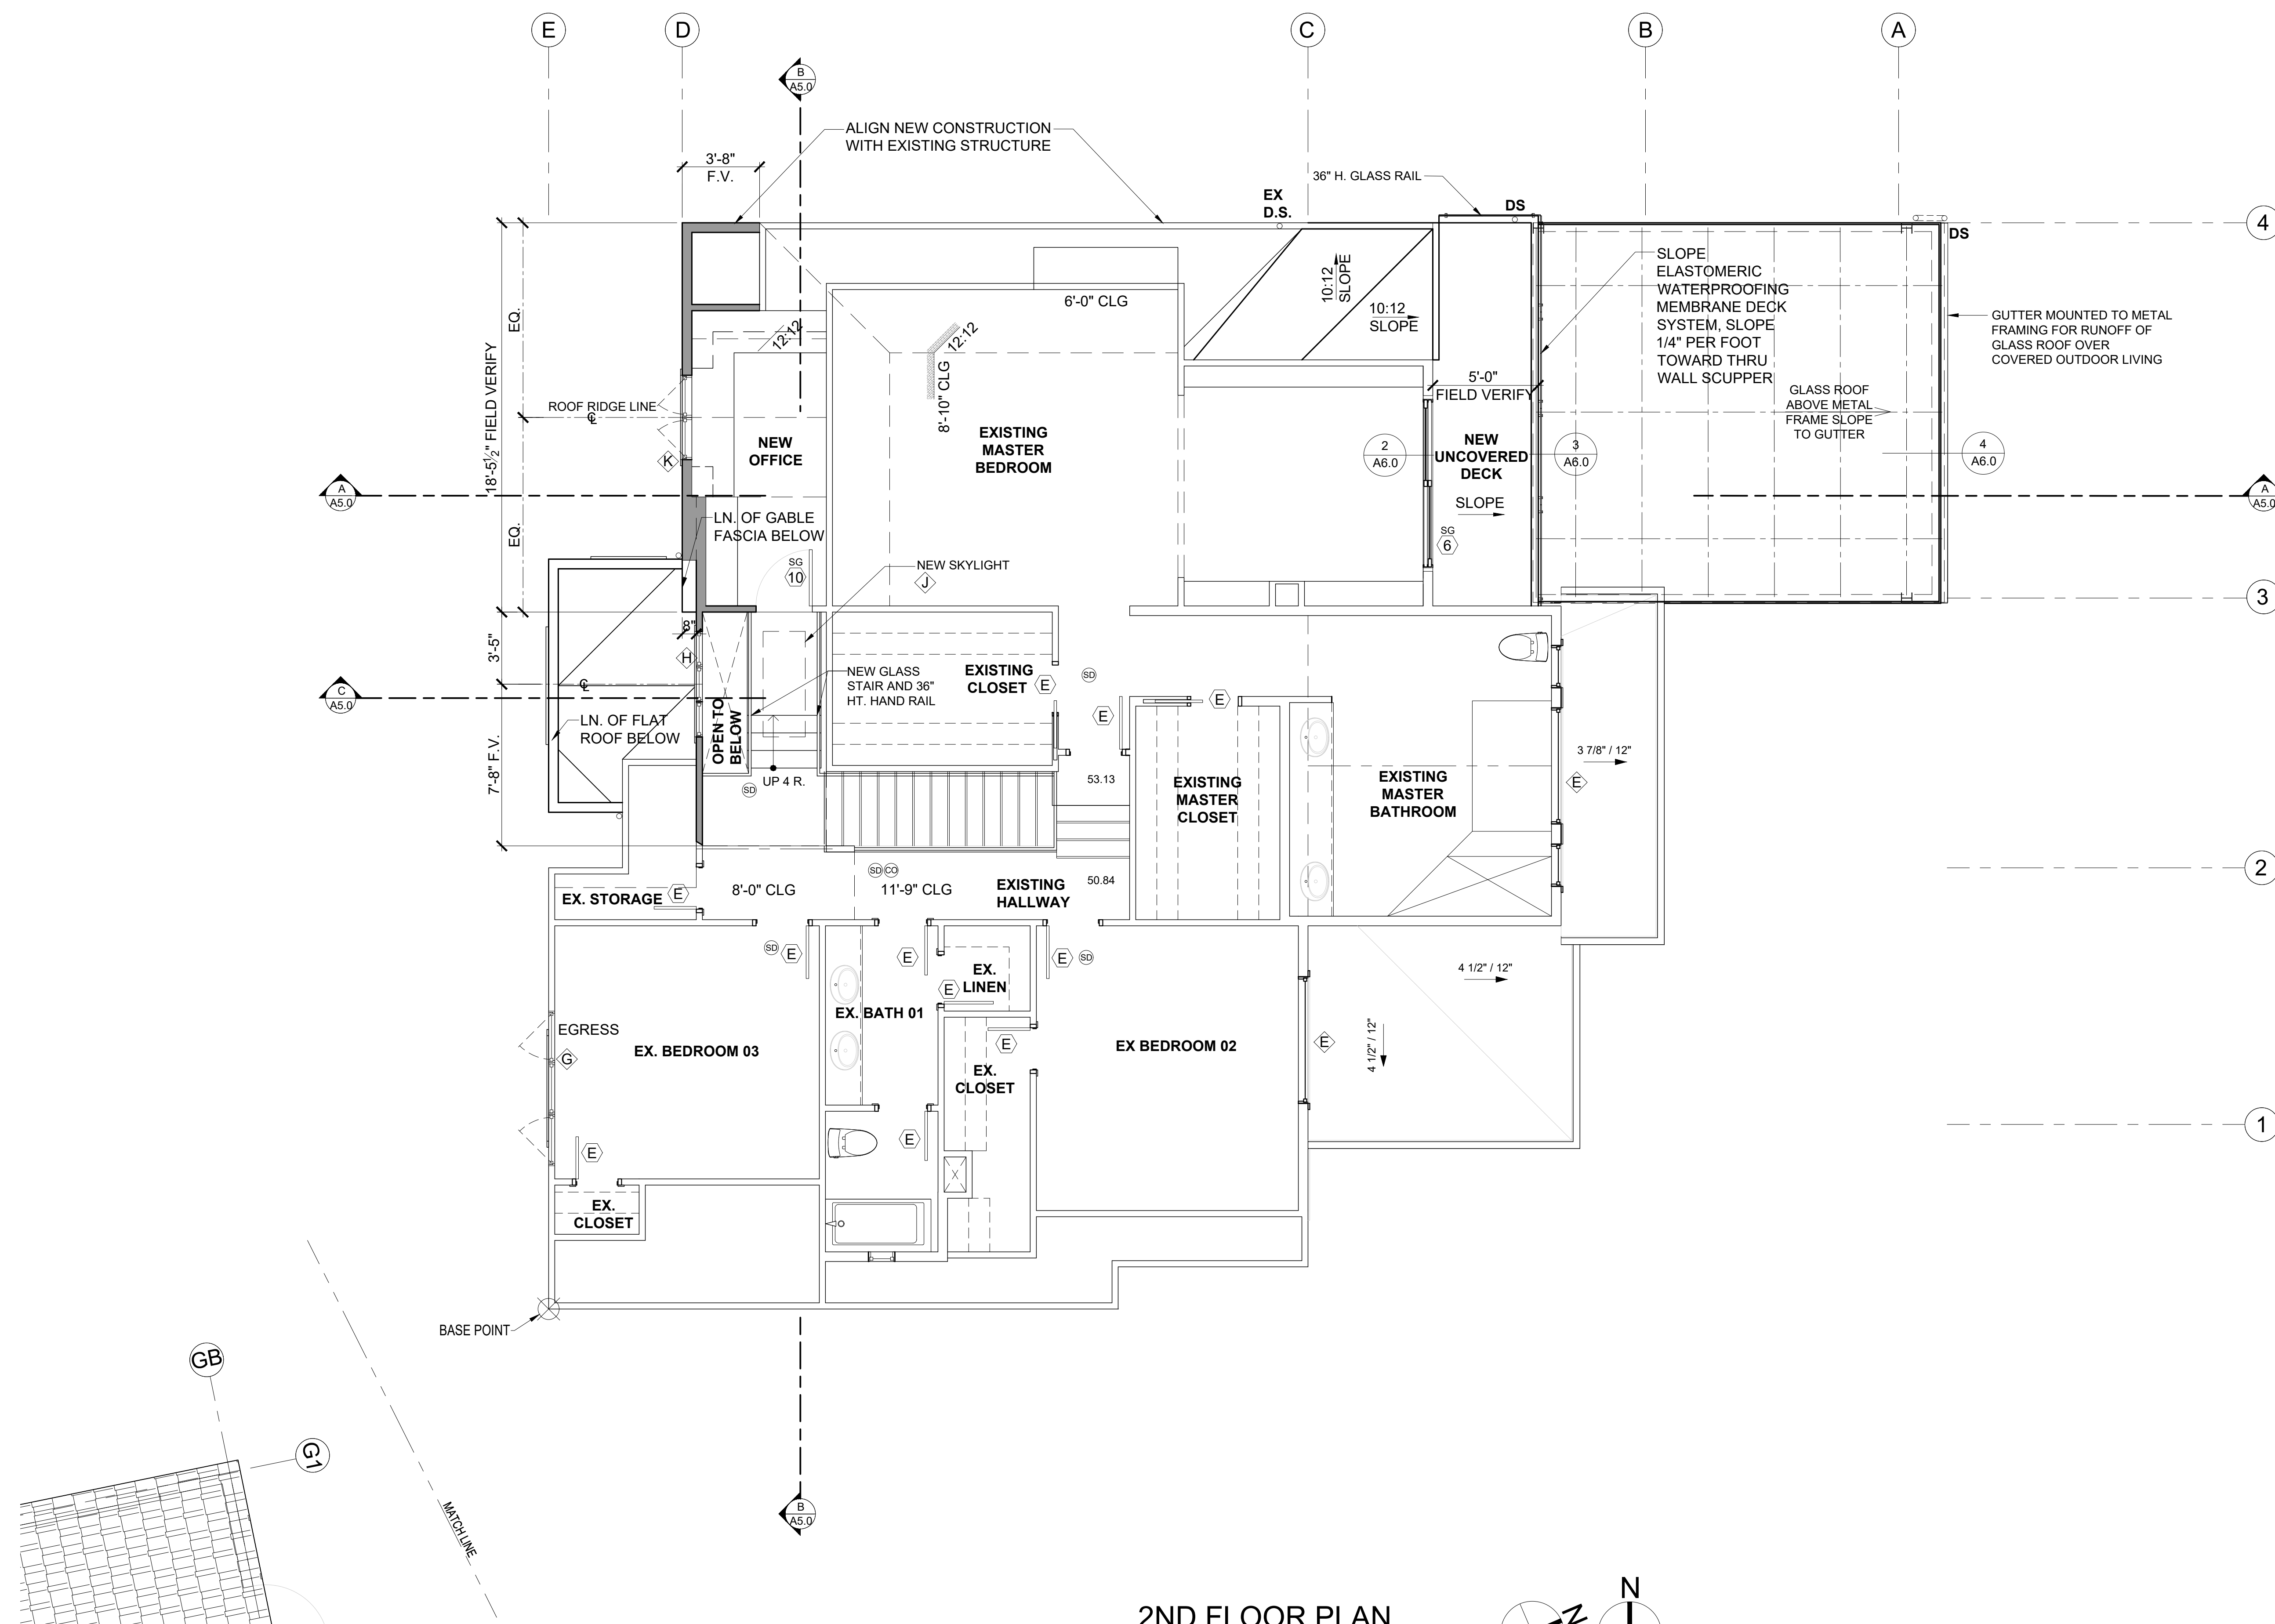 E
D
C
B
A
B
A5.0
ALIGN NEW CONSTRUCTION
WITH EXISTING STRUCTURE
3'-8"
F.V.
36" H. GLASS RAIL
EX
D.S.
DS
4
DS
SLOPE
ELASTOMERIC
WATERPROOFING
MEMBRANE DECK
SYSTEM, SLOPE
1/4" PER FOOT
TOWARD THRU
WALL SCUPPER
10:12
SLOPE
10:12
SLOPE
6'-0" CLG
GUTTER MOUNTED TO METAL
FRAMING FOR RUNOFF OF
GLASS ROOF OVER
COVERED OUTDOOR LIVING
EQ.
12:12
12:12
8'-10" CLG
5'-0"
FIELD VERIFY
GLASS ROOF
ABOVE METAL
FRAME SLOPE
TO GUTTER
18'-5 1/2" FIELD VERIFY
ROOF RIDGE LINE
CL
NEW
OFFICE
EXISTING
MASTER
BEDROOM
K
2
A6.0
NEW
UNCOVERED
DECK
3
A6.0
4
A6.0
A
A5.0
A
A5.0
SLOPE
EQ.
LN. OF GABLE
FASCIA BELOW
SG
6
SG
10
NEW SKYLIGHT
J
3
8"
3'-5"
H
CL
NEW GLASS
STAIR AND 36"
HT. HAND RAIL
EXISTING
CLOSET
E
SD
C
A5.0
E
E
LN. OF FLAT
ROOF BELOW
OPEN TO
BELOW
7'-8" F.V.
UP 4 R.
SD
53.13
EXISTING
MASTER
CLOSET
EXISTING
MASTER
BATHROOM
E
3 7/8" / 12"
2
SD
CO
50.84
8'-0" CLG
11'-9" CLG
EXISTING
HALLWAY
EX. STORAGE
E
SD
E
E
E
SD
EX.
LINEN
E
4 1/2" / 12"
EX. BATH 01
EGRESS
G
EX. BEDROOM 03
E
EX BEDROOM 02
E
4 1/2" / 12"
EX.
CLOSET
1
E
E
EX.
CLOSET
BASE POINT
GB
G1
MATCH LINE
B
A5.0
2ND FLOOR PLAN
N
N